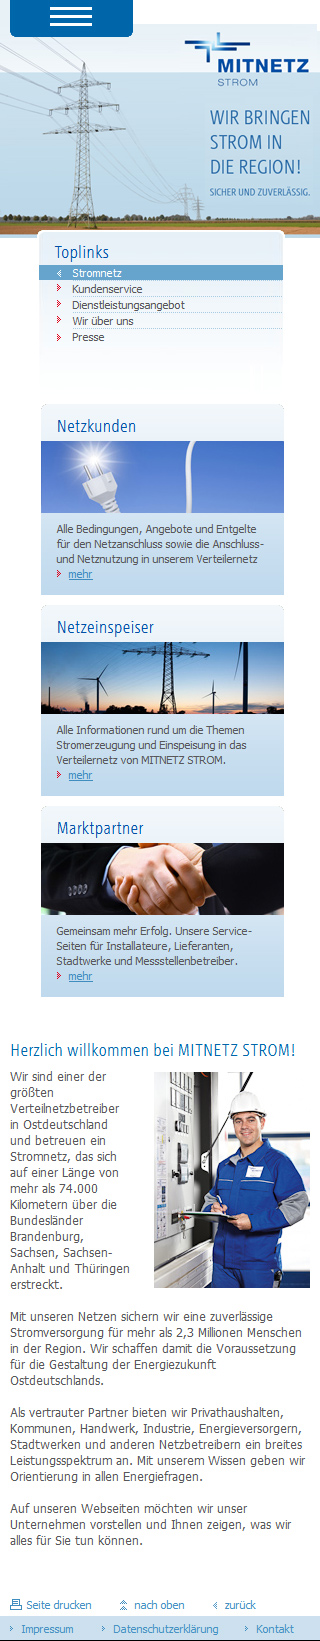 MITNETZ
STROM
WIR BRINGEN
STROM IN
DIE REGION!
SICHER UND ZUVERLÄSSIG.
Toplinks
Stromnetz
Kundenservice
Dienstleistungsangebot
Wir über uns
Presse
Netzkunden
Alle Bedingungen, Angebote und Entgelte
für den Netzanschluss sowie die Anschluss-
und Netznutzung in unserem Verteilernetz
mehr
Netzeinspeiser
Alle Informationen rund um die Themen
Stromerzeugung und Einspeisung in das
Verteilernetz von MITNETZ STROM.
mehr
Marktpartner
Gemeinsam mehr Erfolg. Unsere Service-
Seiten für Installateure, Lieferanten,
Stadtwerke und Messstellenbetreiber.
mehr
Herzlich willkommen bei MITNETZ STROM!
Wir sind einer der
größten
Verteilnetzbetreiber
in Ostdeutschland
und betreuen ein
Stromnetz, das sich
auf einer Länge von
mehr als 74.000
Kilometern über die
Bundesländer
Brandenburg,
Sachsen, Sachsen-
Anhalt und Thüringen
erstreckt.
Mit unseren Netzen sichern wir eine zuverlässige
Stromversorgung für mehr als 2,3 Millionen Menschen
in der Region. Wir schaffen damit die Voraussetzung
für die Gestaltung der Energiezukunft
Ostdeutschlands.
Als vertrauter Partner bieten wir Privathaushalten,
Kommunen, Handwerk, Industrie, Energieversorgern,
Stadtwerken und anderen Netzbetreibern ein breites
Leistungsspektrum an. Mit unserem Wissen geben wir
Orientierung in allen Energiefragen.
Auf unseren Webseiten möchten wir unser
Unternehmen vorstellen und Ihnen zeigen, was wir
alles für Sie tun können.
Seite drucken nach oben zurück
Impressum Datenschutzerklärung Kontakt